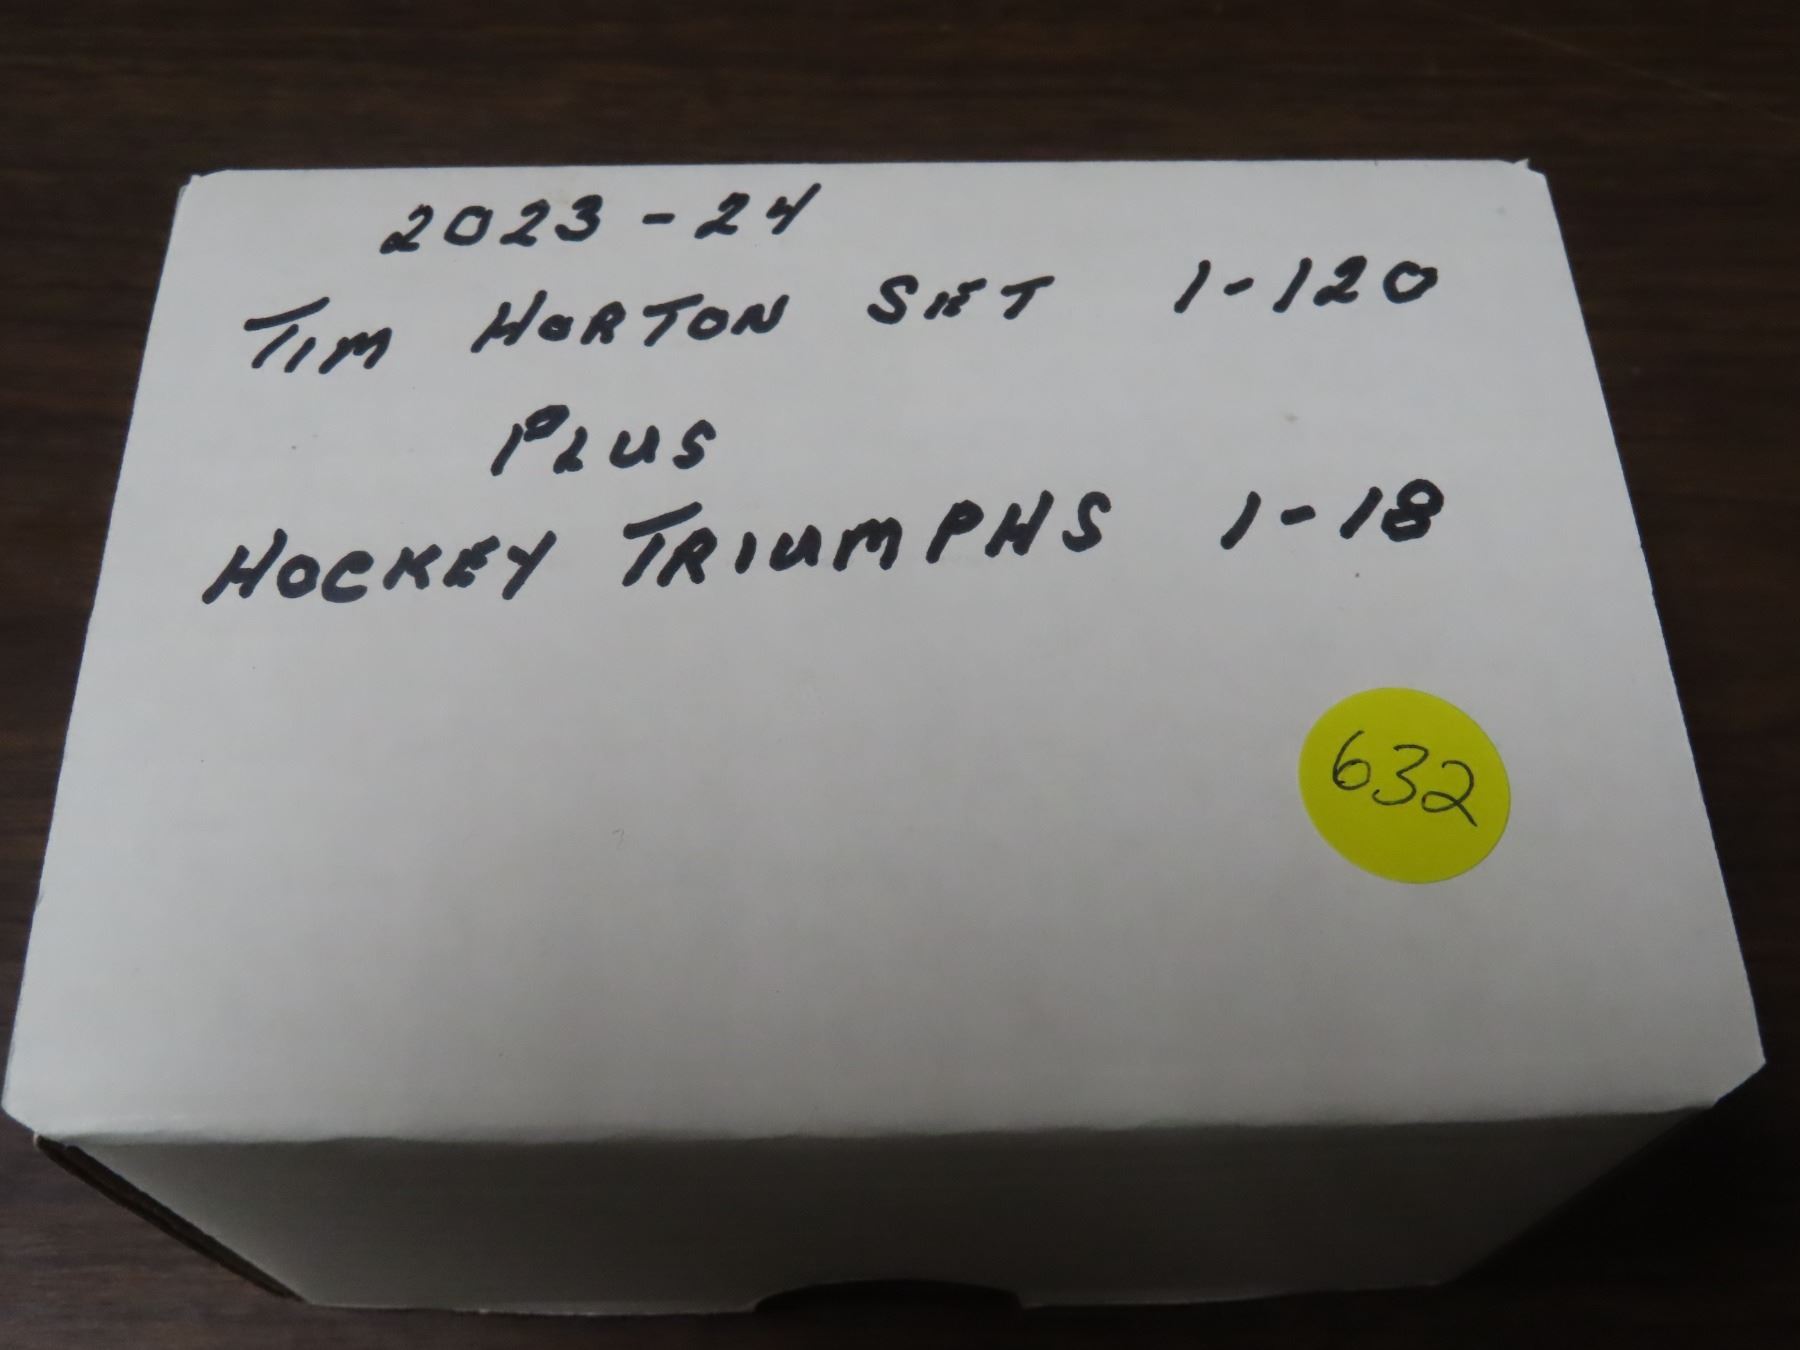 2023-24
TIM HORTON SET 1-120
PLUS
HOCKEY TRIUMPHS 1-18
632